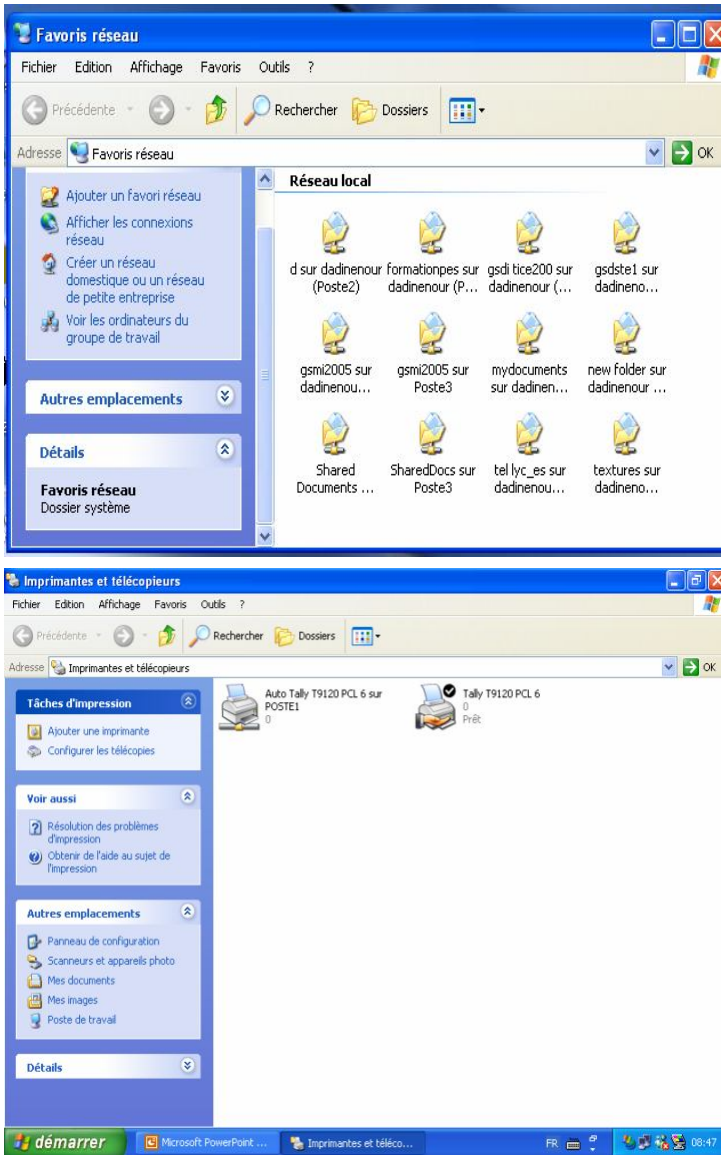 Favoris réseau
Fichier Edition Affichage Favoris Outils ?
Précédente Rechercher Dossiers
Adresse Favoris réseau OK
Ajouter un favori réseau
Afficher les connexions
réseau
Créer un réseau
domestique ou un réseau
de petite entreprise
Voir les ordinateurs du
groupe de travail
Autres emplacements
Détails
Favoris réseau
Dossier système
Réseau local
d sur dadinenour
(Poste2)
formationpes sur
dadinenour (P...
gsdi tice200 sur
dadinenour (...
gsdste1 sur
dadineno...
gsmi2005 sur
dadinenou...
gsmi2005 sur
Poste3
mydocuments
sur dadinen...
new folder sur
dadinenour ...
Shared
Documents ...
SharedDocs sur
Poste3
tel lyc_es sur
dadinenou...
textures sur
dadineno...
Imprimantes et télécopieurs
Fichier Edition Affichage Favoris Outils ?
Précédente Rechercher Dossiers
Adresse Imprimantes et télécopieurs OK
Tâches d'impression
Ajouter une imprimante
Configurer les télécopies
Voir aussi
Résolution des problèmes
d'impression
Obtenir de l'aide au sujet de
l'impression
Autres emplacements
Panneau de configuration
Scanneurs et appareils photo
Mes documents
Mes images
Poste de travail
Détails
Auto Tally T9120 PCL 6 sur
POSTE1
0
Tally T9120 PCL 6
0
Prêt
démarrer Microsoft PowerPoint ... Imprimantes et téléco... FR 08:47